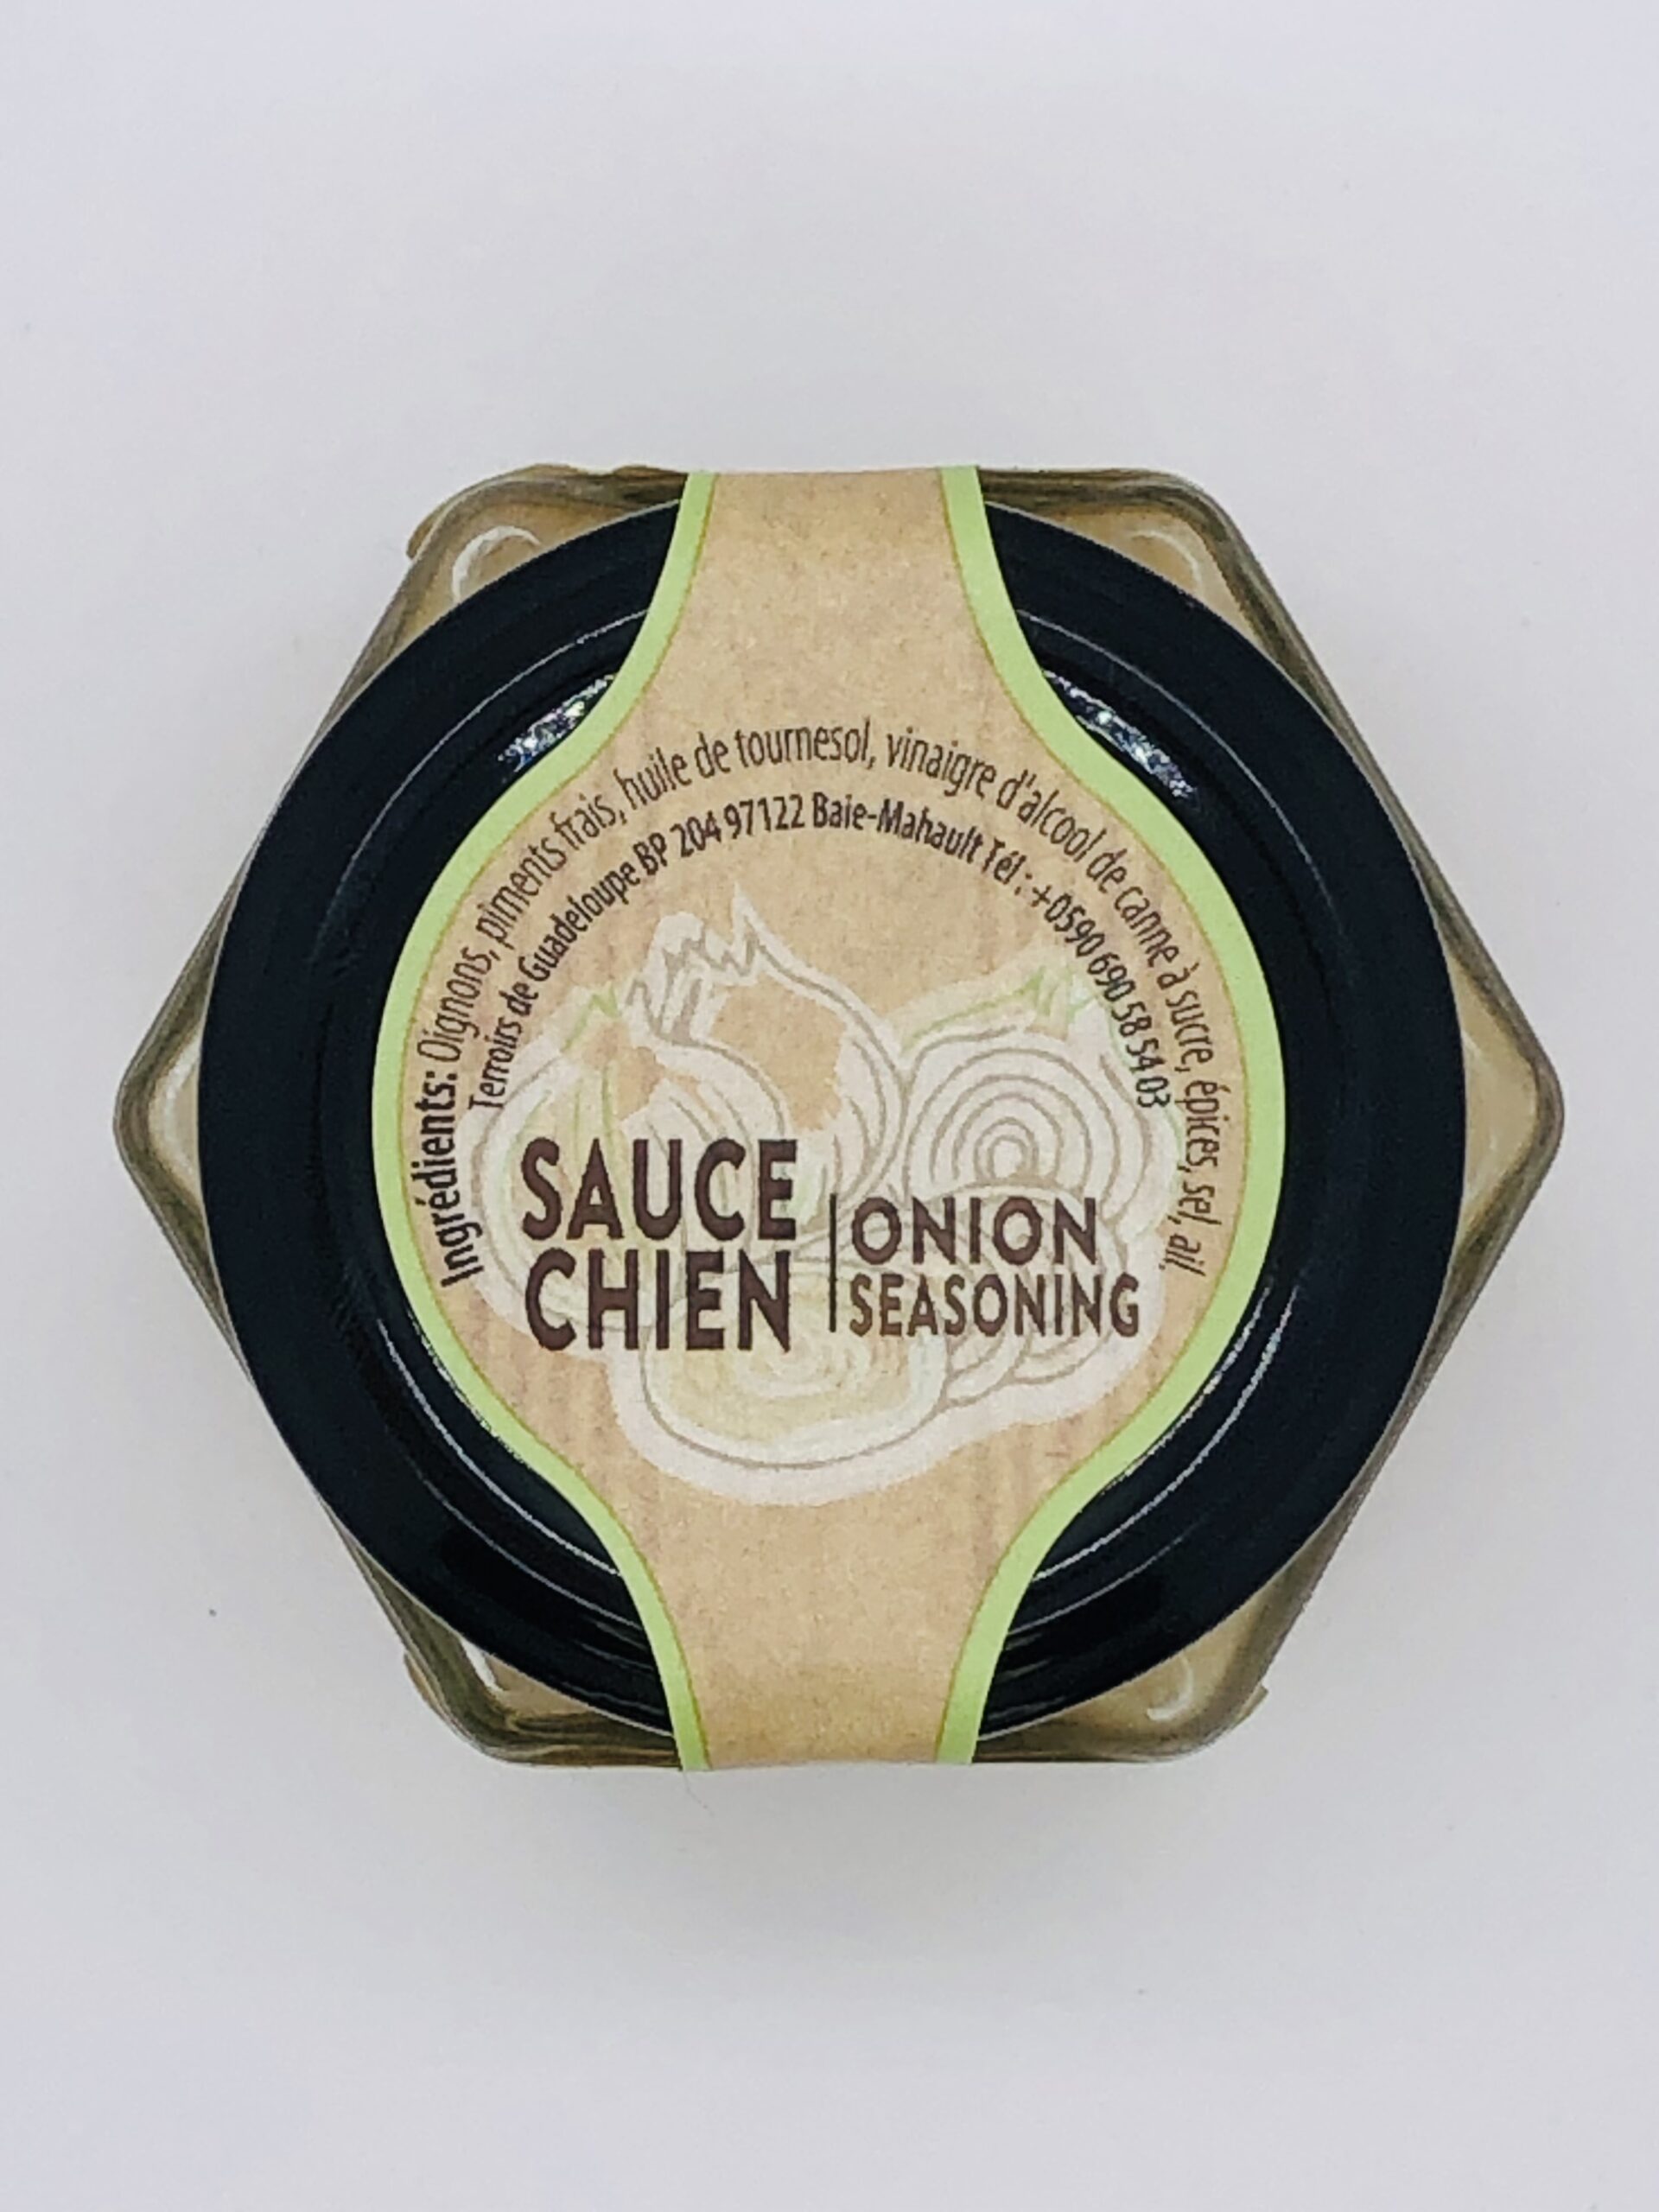 Ingrédients: Oignons, piments frais, huile de tournesol, vinaigre d'alcool de canne à sucre, épices, sel, ail.
Terroirs de Guadeloupe BP 204 97122 Baie-Mahault Tél : +0590 690 58 54 03
SAUCE
CHIEN
ONION
SEASONING